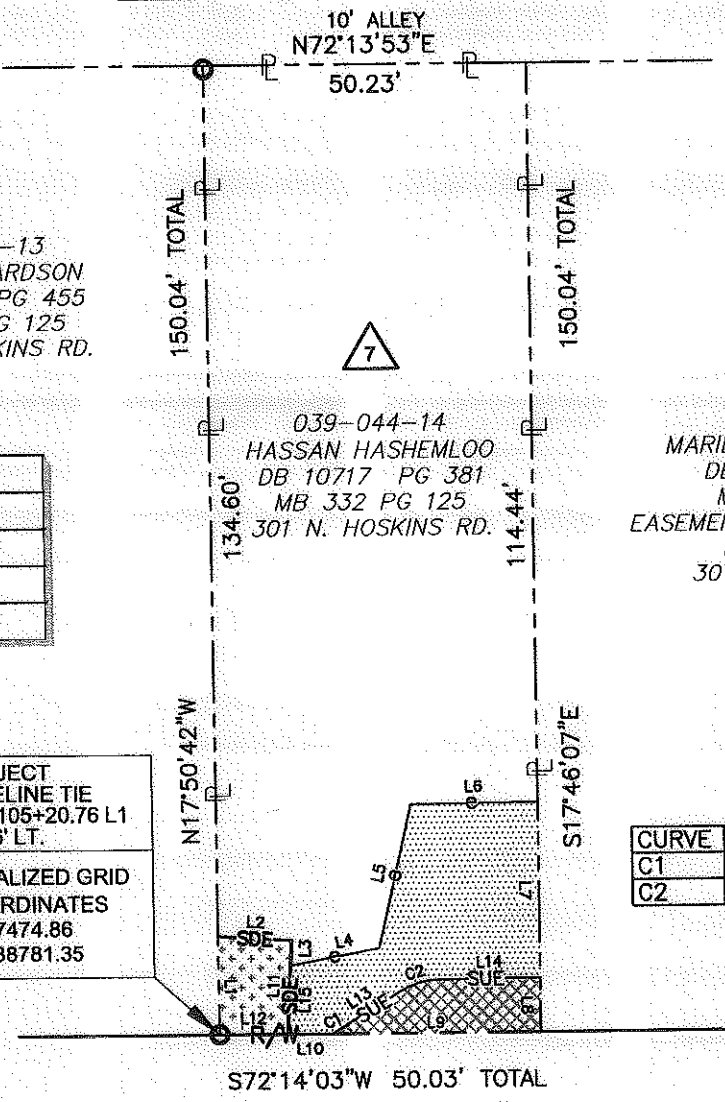 10' ALLEY
N72°13'53"E
50.23'
150.04' TOTAL
150.04' TOTAL
-13
ARDSON
PG 455
G 125
KINS RD.
7
039-044-14
HASSAN HASHEMLOO
DB 10717 PG 381
MB 332 PG 125
301 N. HOSKINS RD.
134.60'
114.44'
MARI
DE
M
EASEME
30
N17°50'42"W
S17°46'07"E
JECT
ELINE TIE
105+20.76 L1
6' LT.
ALIZED GRID
ORDINATES
7474.86
38781.35
CURVE
C1
C2
L6
L5
L7
L2
SDE
L3
L4
L1
L11
SDE
L15
L13
SUE
C2
L14
SUE
L8
L12
R/W
L10
C1
L9
S72°14'03"W 50.03' TOTAL